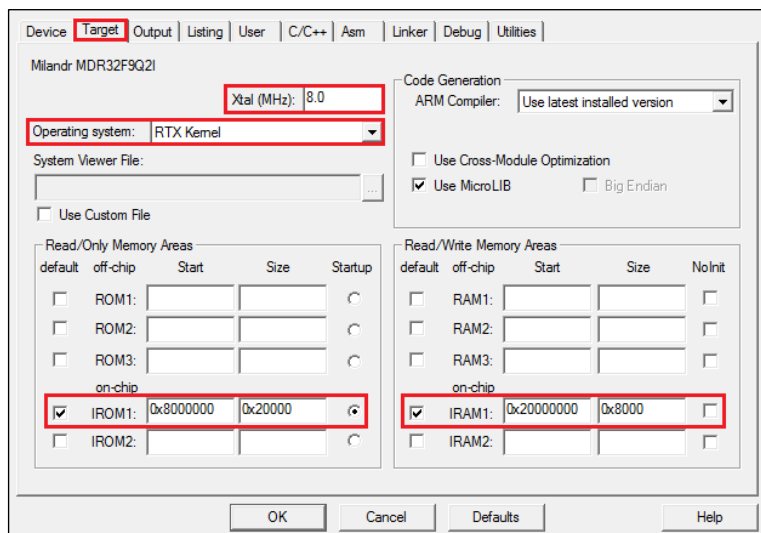 Device Target Output Listing User C/C++ Asm Linker Debug Utilities
Milandr MDR32F9Q2I
Xtal (MHz): 8.0
Operating system: RTX Kernel
System Viewer File:
...
Use Custom File
Code Generation
ARM Compiler: Use latest installed version
Use Cross-Module Optimization
Use MicroLIB Big Endian
Read/Only Memory Areas
default off-chip Start Size Startup
ROM1:
ROM2:
ROM3:
on-chip
IROM1: 0x8000000 0x20000
IROM2:
Read/Write Memory Areas
default off-chip Start Size NoInit
RAM1:
RAM2:
RAM3:
on-chip
IRAM1: 0x20000000 0x8000
IRAM2:
OK Cancel Defaults Help